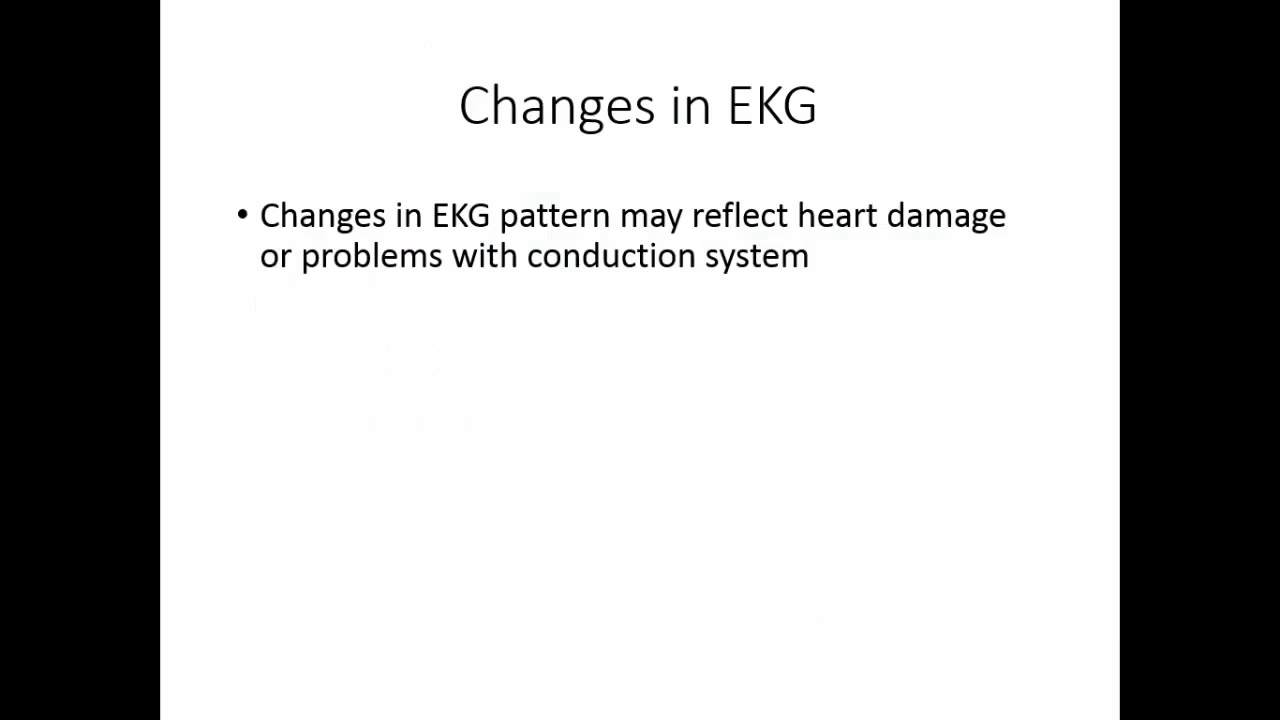 Changes in EKG
• Changes in EKG pattern may reflect heart damage
or problems with conduction system